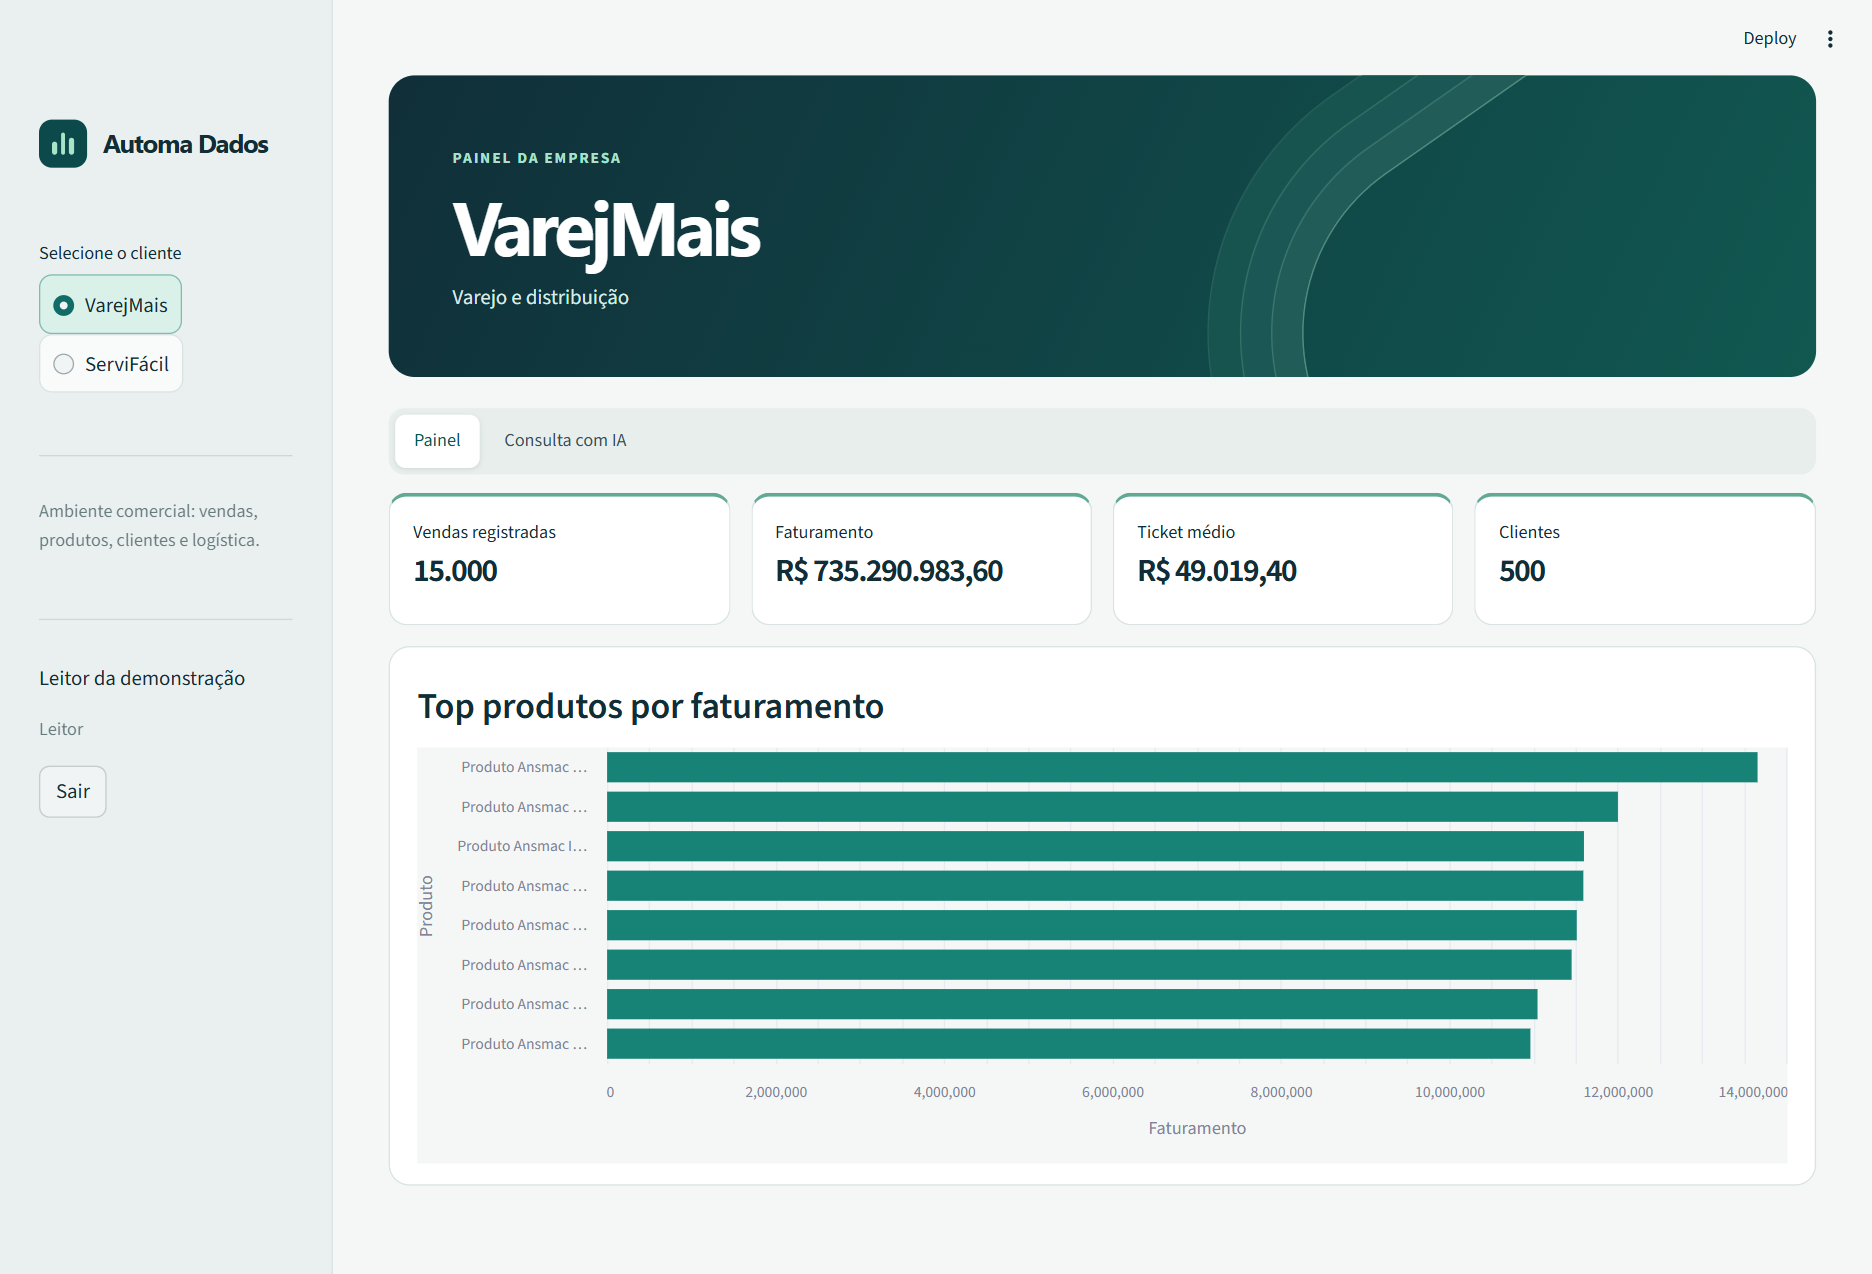 Deploy
Automa Dados
Selecione o cliente
VarejMais
ServiFácil
Ambiente comercial: vendas,
produtos, clientes e logística.
Leitor da demonstração
Leitor
Sair
PAINEL DA EMPRESA
VarejMais
Varejo e distribuição
Painel
Consulta com IA
Vendas registradas
15.000
Faturamento
R$ 735.290.983,60
Ticket médio
R$ 49.019,40
Clientes
500
Top produtos por faturamento
Produto
Produto Ansmac …
Produto Ansmac …
Produto Ansmac I…
Produto Ansmac …
Produto Ansmac …
Produto Ansmac …
Produto Ansmac …
Produto Ansmac …
0 2,000,000 4,000,000 6,000,000 8,000,000 10,000,000 12,000,000 14,000,000
Faturamento